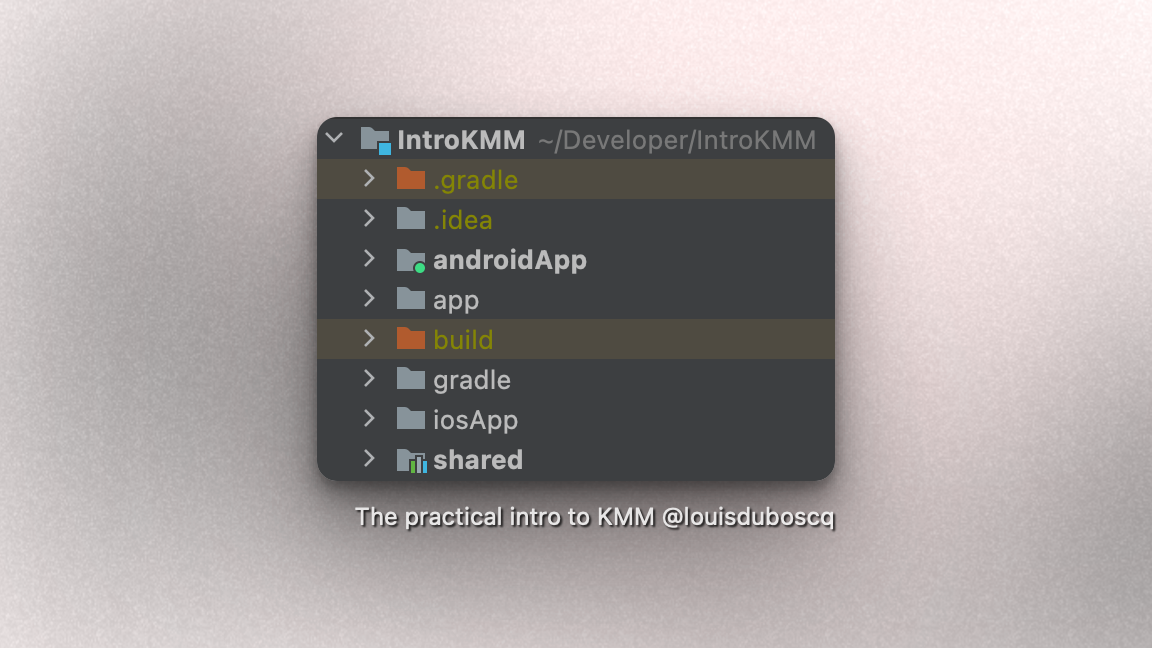 IntroKMM ~/Developer/IntroKMM
.gradle
.idea
androidApp
app
build
gradle
iosApp
shared
The practical intro to KMM @louisduboscq